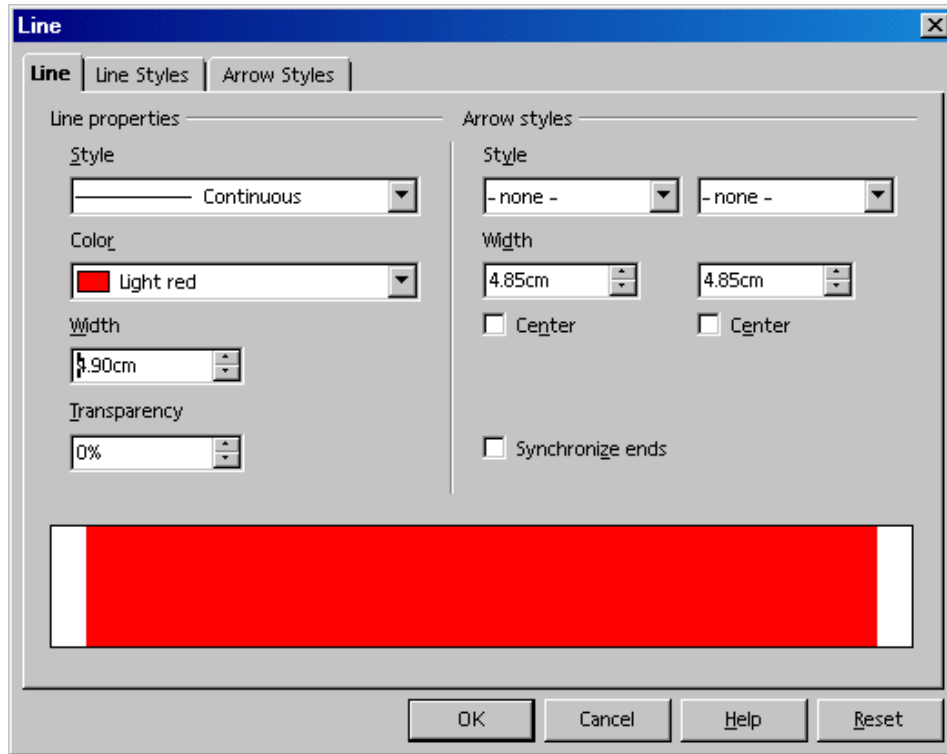 Line
Line Line Styles Arrow Styles
Line properties Arrow styles
Style Style
Continuous - none - - none -
Color Width
Light red 4.85cm 4.85cm
Width Center Center
.90cm
Transparency
0% Synchronize ends
OK Cancel Help Reset